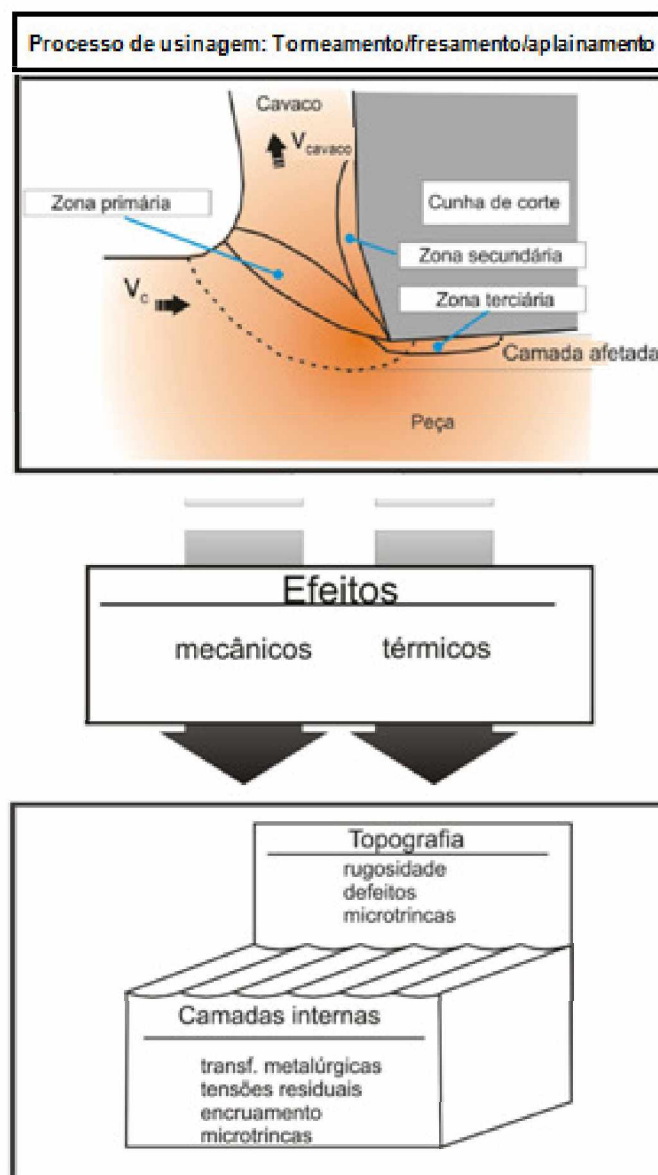 Processo de usinagem: Torneamento/fresamento/aplainamento
Cavaco
Vcavaco
Zona primária
Cunha de corte
Zona secundária
Vc
Zona terciária
Camada afetada
Peça
Efeitos
mecânicos térmicos
Topografia
rugosidade
defeitos
microtrincas
Camadas internas
transf. metalúrgicas
tensões residuais
encruamento
microtrincas